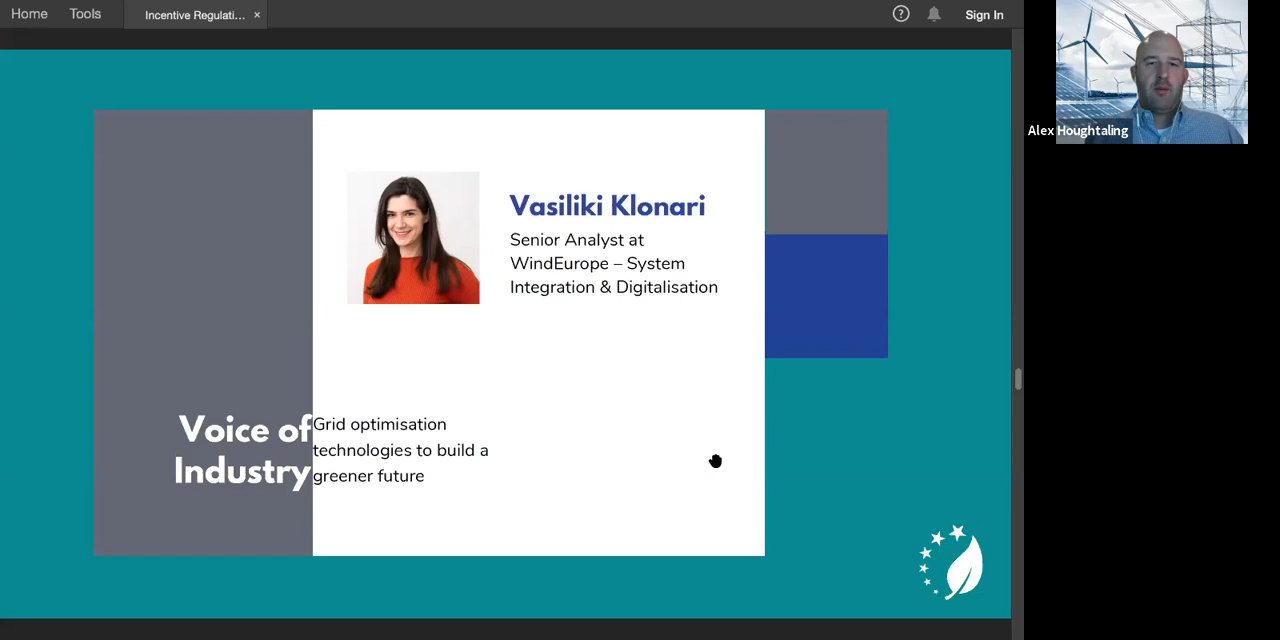 Home
Tools
Incentive Regulati...
×
?
Sign In
Alex Houghtaling
Vasiliki Klonari
Senior Analyst at
WindEurope – System
Integration & Digitalisation
Voice of
Industry
Grid optimisation
technologies to build a
greener future